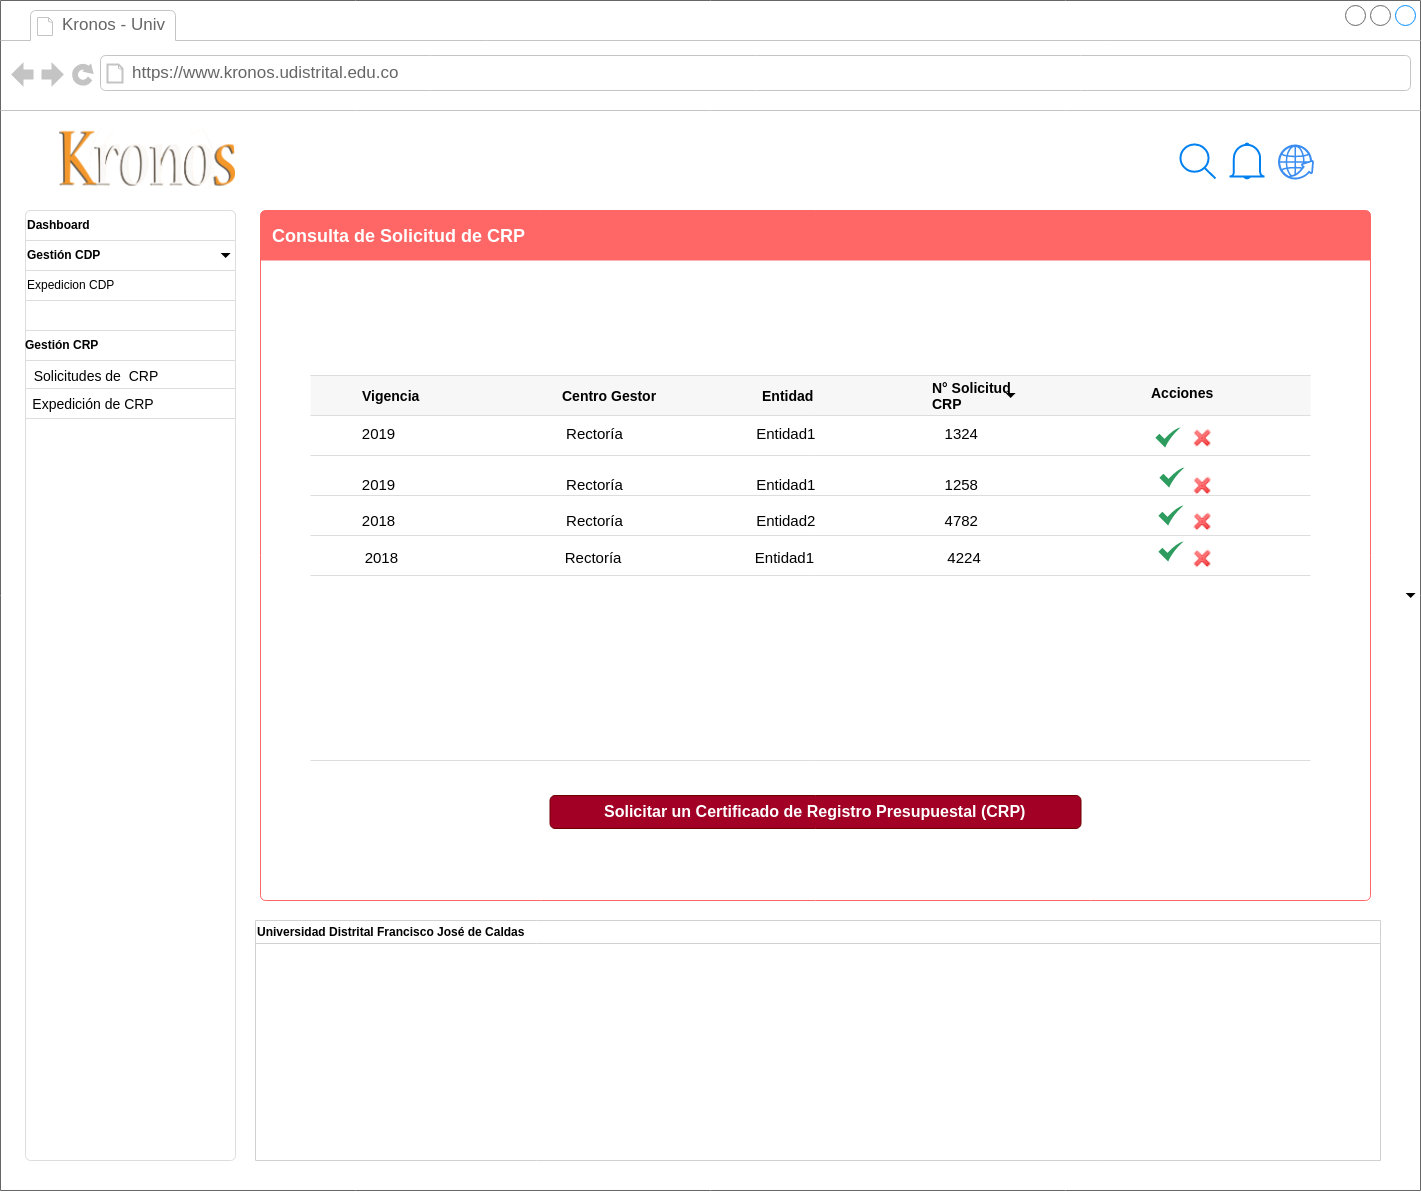 Kronos - Univ
https://www.kronos.udistrital.edu.co
Kronos
Dashboard
Gestión CDP
Expedicion CDP
Gestión CRP
Solicitudes de CRP
Expedición de CRP
Consulta de Solicitud de CRP
Vigencia Centro Gestor Entidad N° Solicitud CRP Acciones
2019 Rectoría Entidad1 1324
2019 Rectoría Entidad1 1258
2018 Rectoría Entidad2 4782
2018 Rectoría Entidad1 4224
Solicitar un Certificado de Registro Presupuestal (CRP)
Universidad Distrital Francisco José de Caldas